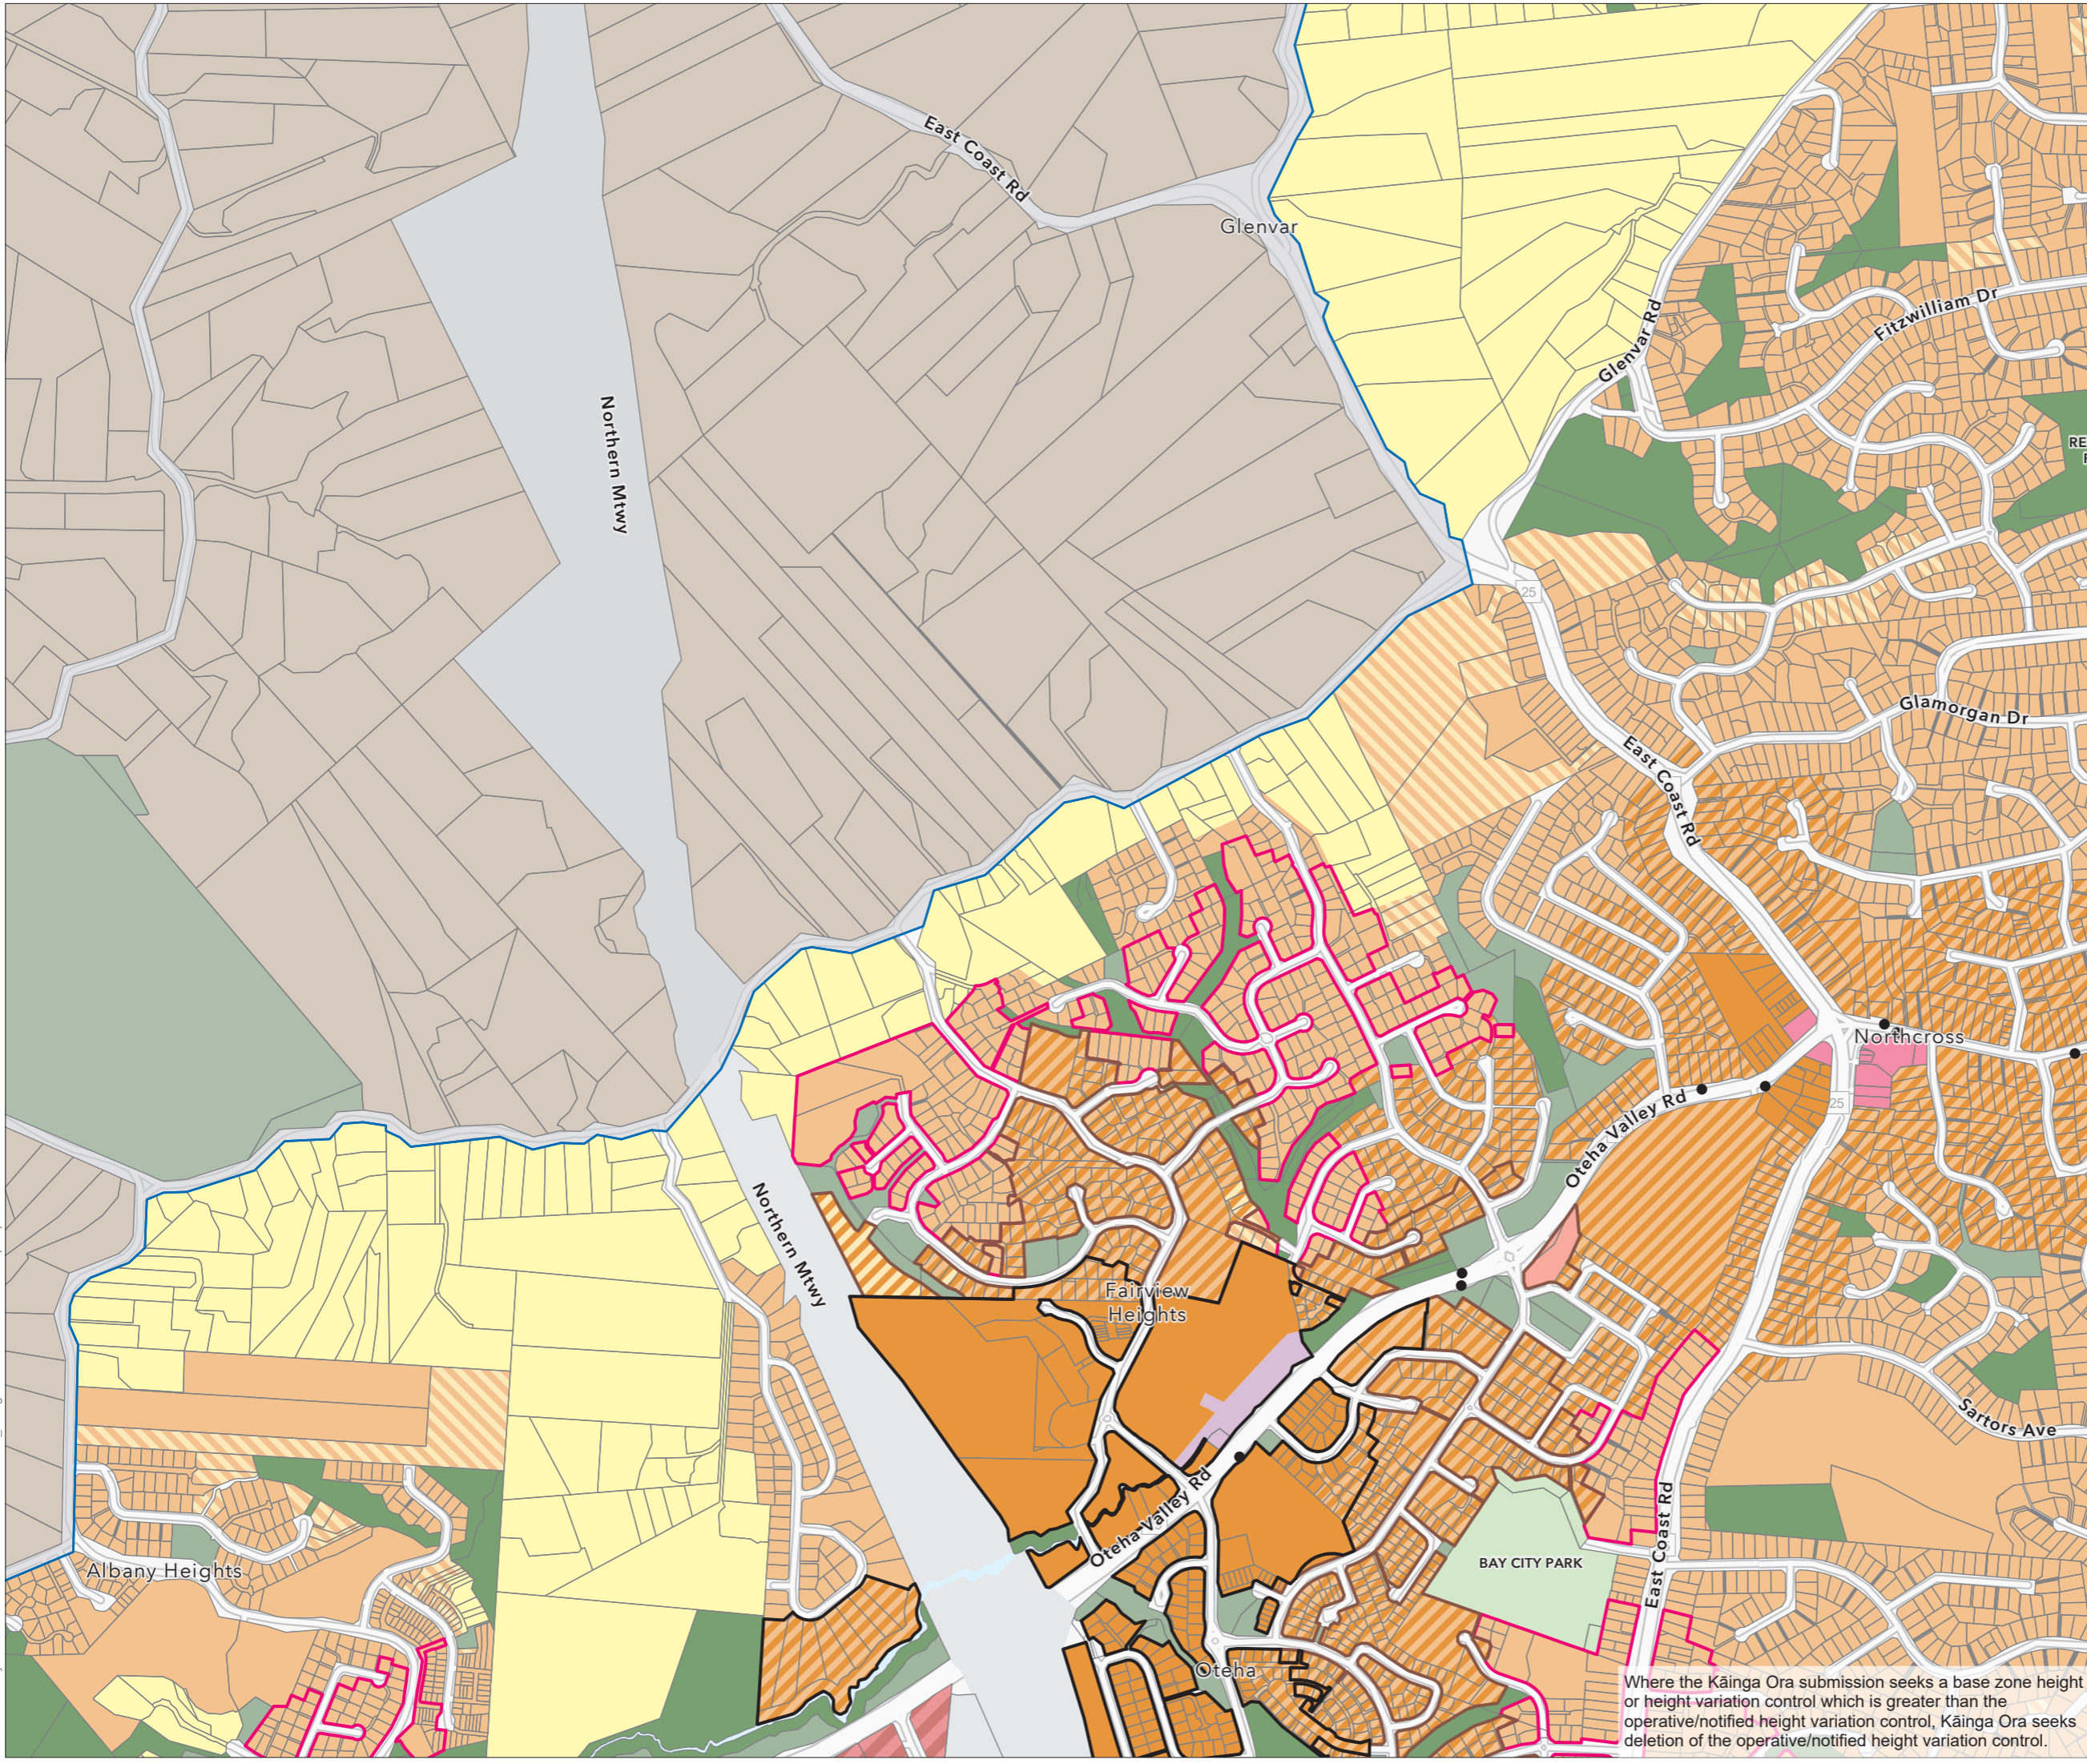 East Coast Rd
Glenvar
Northern Mtwy
Glenvar Rd
Fitzwilliam Dr
RE
25
Glamorgan Dr
East Coast Rd
Northcross
25
Oteha Valley Rd
Northern Mtwy
Fairview
Heights
Sartors Ave
Oteha Valley Rd
East Coast Rd
BAY CITY PARK
Albany Heights
Oteha
Where the Kāinga Ora submission seeks a base zone height
or height variation control which is greater than the
operative/notified height variation control, Kāinga Ora seeks
deletion of the operative/notified height variation control.